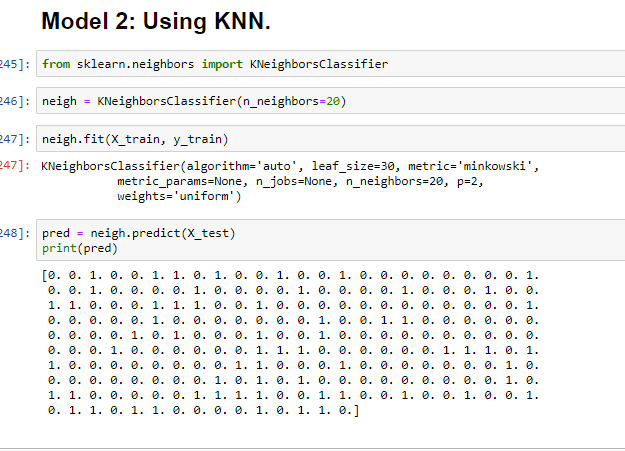 Model 2: Using KNN.
245]: from sklearn.neighbors import KNeighborsClassifier
246]: neigh = KNeighborsClassifier(n_neighbors=20)
247]: neigh.fit(X_train, y_train)
247]: KNeighborsClassifier(algorithm='auto', leaf_size=30, metric='minkowski',
metric_params=None, n_jobs=None, n_neighbors=20, p=2,
weights='uniform')
248]: pred = neigh.predict(X_test)
print(pred)
[0. 0. 1. 0. 0. 1. 1. 0. 1. 0. 0. 1. 0. 0. 1. 0. 0. 0. 0. 0. 0. 0. 0. 1.
0. 0. 1. 0. 0. 0. 0. 1. 0. 0. 0. 0. 1. 0. 0. 0. 0. 1. 0. 0. 0. 1. 0. 0.
1. 1. 0. 0. 0. 1. 1. 1. 0. 0. 1. 0. 0. 0. 0. 0. 0. 0. 0. 0. 0. 0. 0. 1.
0. 0. 0. 0. 0. 1. 0. 0. 0. 0. 0. 0. 0. 1. 0. 0. 1. 1. 0. 0. 0. 0. 0. 0.
0. 0. 0. 0. 1. 0. 1. 0. 0. 0. 1. 0. 0. 1. 0. 0. 0. 0. 0. 0. 0. 0. 0. 0.
0. 0. 0. 1. 0. 0. 0. 0. 0. 0. 1. 1. 1. 0. 0. 0. 0. 0. 0. 1. 1. 1. 0. 1.
1. 0. 0. 0. 0. 0. 0. 0. 0. 1. 1. 0. 0. 0. 1. 0. 0. 0. 0. 0. 0. 0. 1. 0.
0. 0. 0. 0. 0. 0. 0. 0. 1. 0. 1. 0. 1. 0. 0. 0. 0. 0. 0. 0. 0. 0. 1. 0.
1. 1. 0. 0. 0. 0. 0. 1. 1. 1. 1. 0. 0. 1. 1. 0. 0. 1. 0. 0. 1. 0. 0. 1.
0. 1. 1. 0. 1. 1. 0. 0. 0. 0. 1. 0. 1. 1. 0.]